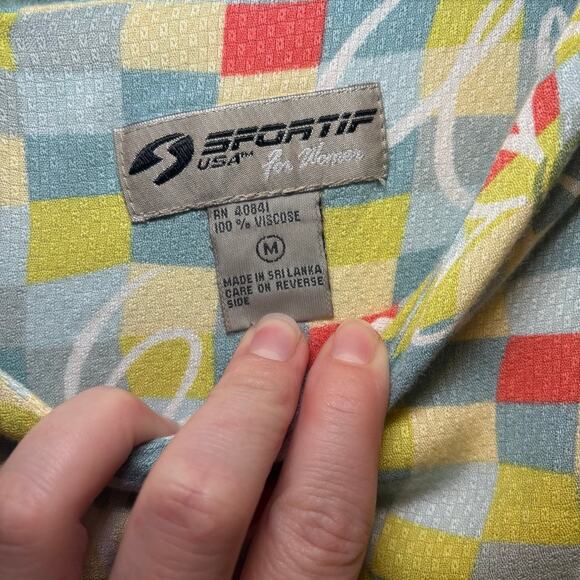 SPORTIF
USA™ For Women
RN 40841
100 % VISCOSE
M
MADE IN SRI LANKA
CARE ON REVERSE
SIDE